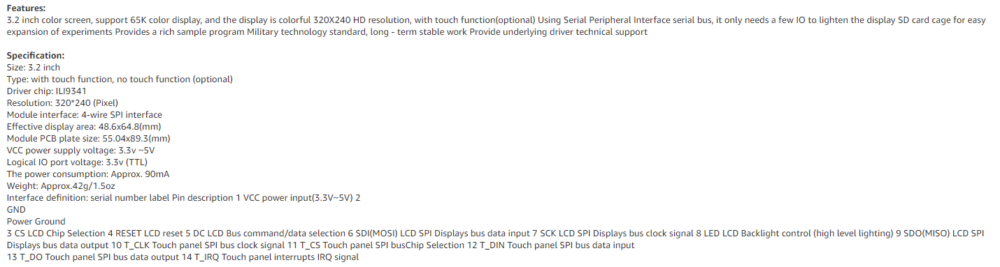 Features:
3.2 inch color screen, support 65K color display, and the display is colorful 320X240 HD resolution, with touch function(optional) Using Serial Peripheral Interface serial bus, it only needs a few IO to lighten the display SD card cage for easy
expansion of experiments Provides a rich sample program Military technology standard, long - term stable work Provide underlying driver technical support
Specification:
Size: 3.2 inch
Type: with touch function, no touch function (optional)
Driver chip: ILI9341
Resolution: 320*240 (Pixel)
Module interface: 4-wire SPI interface
Effective display area: 48.6x64.8(mm)
Module PCB plate size: 55.04x89.3(mm)
VCC power supply voltage: 3.3v ~5V
Logical IO port voltage: 3.3v (TTL)
The power consumption: Approx. 90mA
Weight: Approx.42g/1.5oz
Interface definition: serial number label Pin description 1 VCC power input(3.3V~5V) 2
GND
Power Ground
3 CS LCD Chip Selection 4 RESET LCD reset 5 DC LCD Bus command/data selection 6 SDI(MOSI) LCD SPI Displays bus data input 7 SCK LCD SPI Displays bus clock signal 8 LED LCD Backlight control (high level lighting) 9 SDO(MISO) LCD SPI
Displays bus data output 10 T_CLK Touch panel SPI bus clock signal 11 T_CS Touch panel SPI busChip Selection 12 T_DIN Touch panel SPI bus data input
13 T_DO Touch panel SPI bus data output 14 T_IRQ Touch panel interrupts IRQ signal